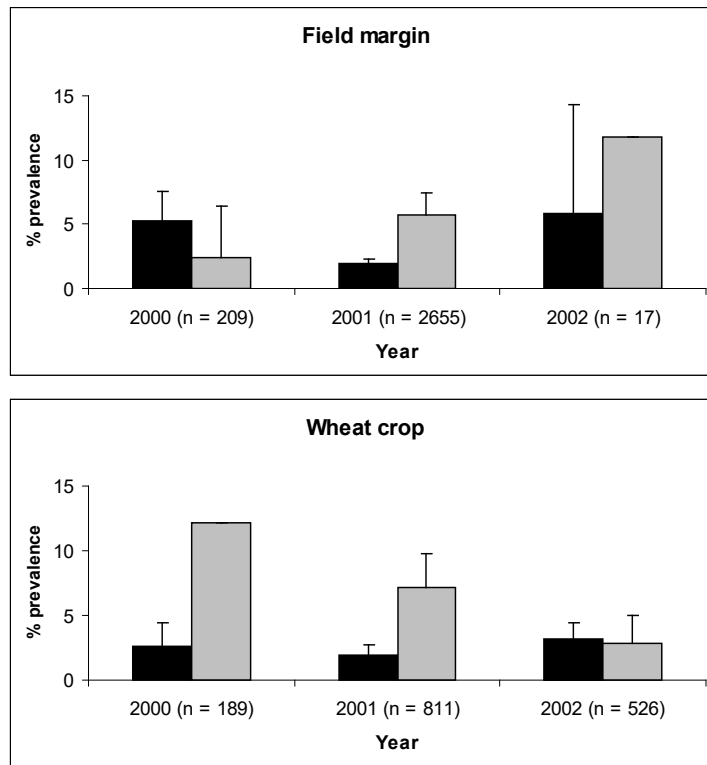 Field margin
15
10
5
0
% prevalence
2000 (n = 209) 2001 (n = 2655) 2002 (n = 17)
Year
Wheat crop
15
10
5
0
% prevalence
2000 (n = 189) 2001 (n = 811) 2002 (n = 526)
Year